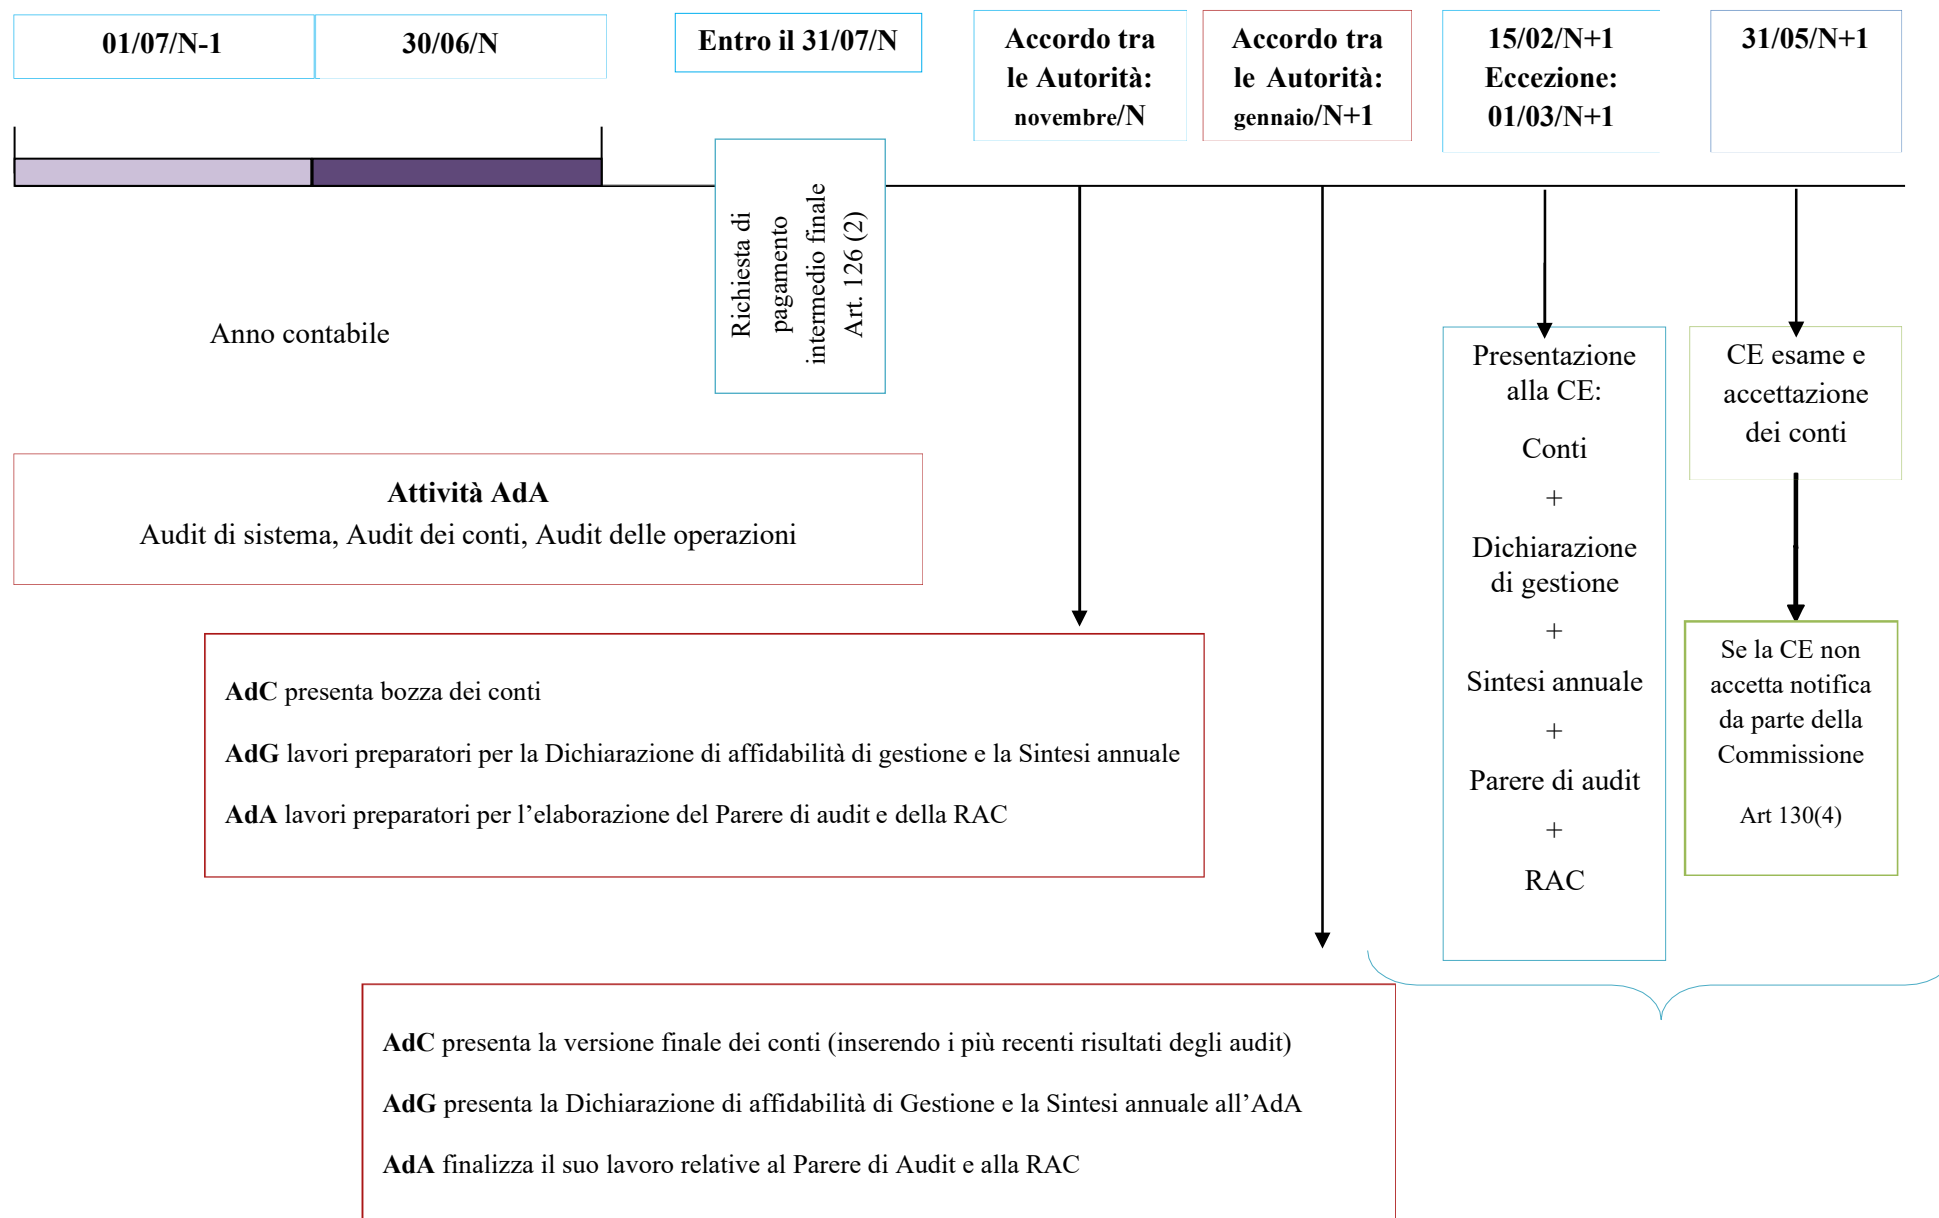 01/07/N-1
30/06/N
Entro il 31/07/N
Accordo tra
le Autorità:
novembre/N
Accordo tra
le Autorità:
gennaio/N+1
15/02/N+1
Eccezione:
01/03/N+1
31/05/N+1
Richiesta di
pagamento
intermedio finale
Art. 126 (2)
Anno contabile
Presentazione
alla CE:
Conti
+
Dichiarazione
di gestione
+
Sintesi annuale
+
Parere di audit
+
RAC
CE esame e
accettazione
dei conti
Se la CE non
accetta notifica
da parte della
Commissione
Art 130(4)
Attività AdA
Audit di sistema, Audit dei conti, Audit delle operazioni
AdC presenta bozza dei conti
AdG lavori preparatori per la Dichiarazione di affidabilità di gestione e la Sintesi annuale
AdA lavori preparatori per l’elaborazione del Parere di audit e della RAC
AdC presenta la versione finale dei conti (inserendo i più recenti risultati degli audit)
AdG presenta la Dichiarazione di affidabilità di Gestione e la Sintesi annuale all’AdA
AdA finalizza il suo lavoro relative al Parere di Audit e alla RAC